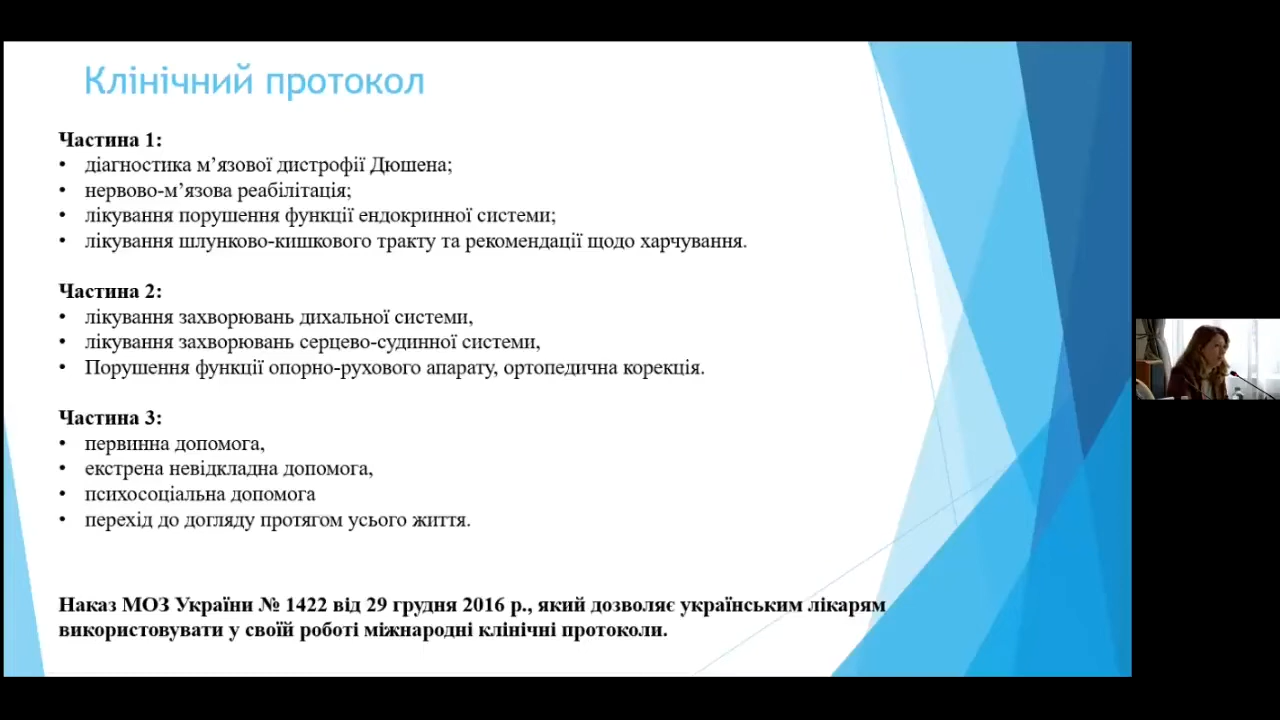 Клінічний протокол
Частина 1:
• діагностика м’язової дистрофії Дюшена;
• нервово-м’язова реабілітація;
• лікування порушення функції ендокринної системи;
• лікування шлунково-кишкового тракту та рекомендації щодо харчування.
Частина 2:
• лікування захворювань дихальної системи,
• лікування захворювань серцево-судинної системи,
• Порушення функції опорно-рухового апарату, ортопедична корекція.
Частина 3:
• первинна допомога,
• екстрена невідкладна допомога,
• психосоціальна допомога
• перехід до догляду протягом усього життя.
Наказ МОЗ України № 1422 від 29 грудня 2016 р., який дозволяє українським лікарям
використовувати у своїй роботі міжнародні клінічні протоколи.